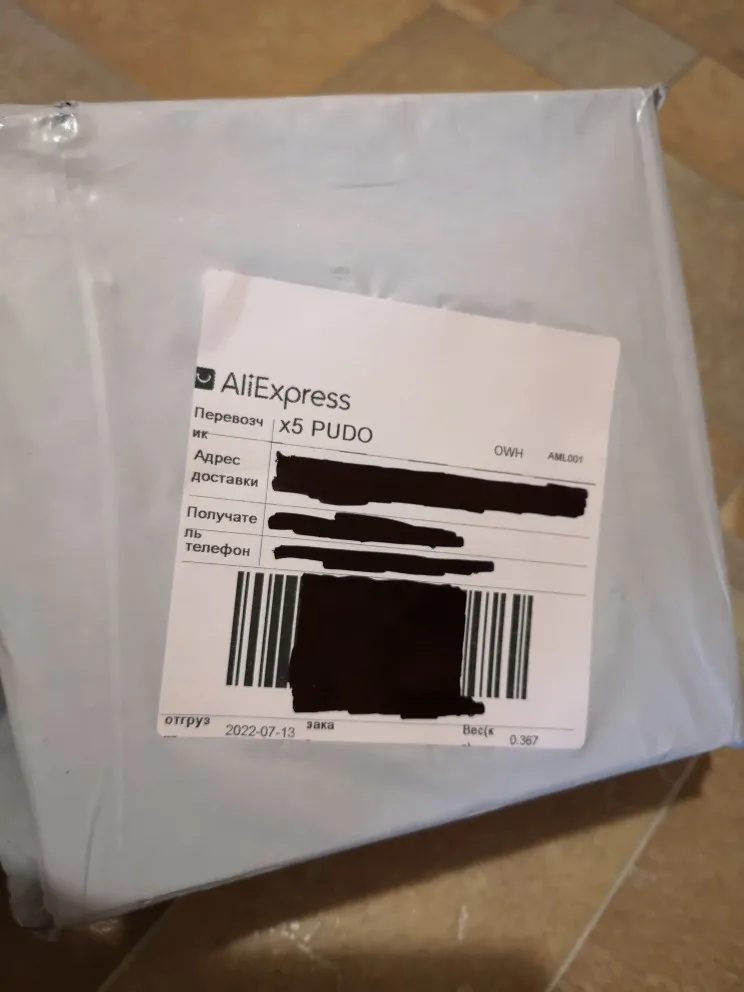 AliExpress
Перевозч
ик
x5 PUDO
OWH
AML001
Адрес
доставки
Получате
ль
телефон
отгруз
2022-07-13
зака
Вес(к
0.367